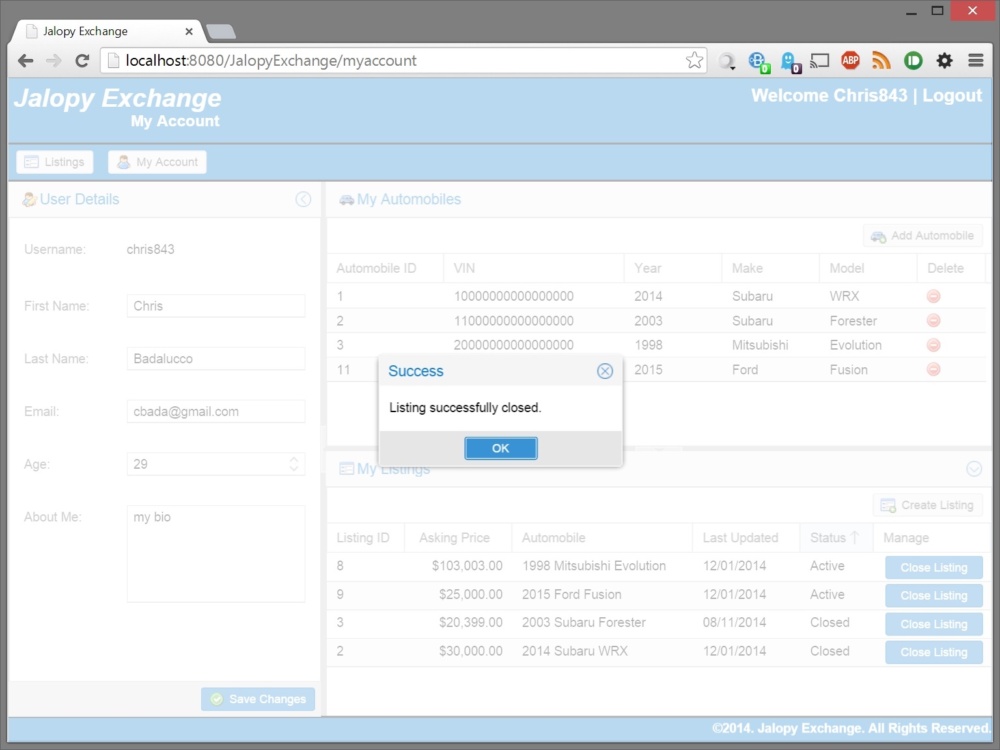 Jalopy Exchange
localhost:8080/JalopyExchange/myaccount
0
0
ABP
Jalopy Exchange
My Account
Welcome Chris843 | Logout
Listings
My Account
User Details
Username: chris843
First Name: Chris
Last Name: Badalucco
Email: cbada@gmail.com
Age: 29
About Me: my bio
Save Changes
My Automobiles
Add Automobile
Automobile ID VIN Year Make Model Delete
1 10000000000000000 2014 Subaru WRX
2 11000000000000000 2003 Subaru Forester
3 20000000000000000 1998 Mitsubishi Evolution
11 2015 Ford Fusion
Success
Listing successfully closed.
OK
My Listings
Create Listing
Listing ID Asking Price Automobile Last Updated Status Manage
8 $103,003.00 1998 Mitsubishi Evolution 12/01/2014 Active Close Listing
9 $25,000.00 2015 Ford Fusion 12/01/2014 Active Close Listing
3 $20,399.00 2003 Subaru Forester 08/11/2014 Closed Close Listing
2 $30,000.00 2014 Subaru WRX 12/01/2014 Closed Close Listing
©2014. Jalopy Exchange. All Rights Reserved.